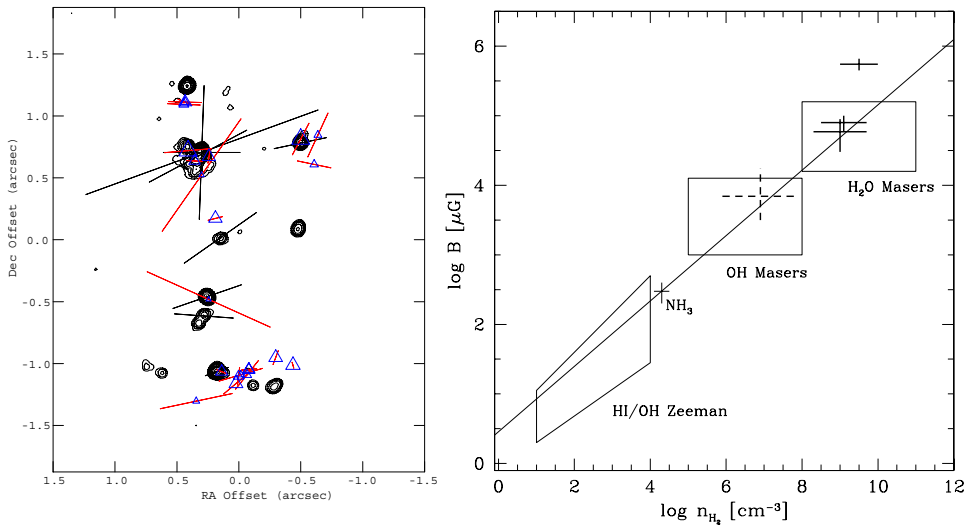 1.5
1.0
0.5
0.0
-0.5
-1.0
-1.5
Dec Offset (arcsec)
1.5 1.0 0.5 0.0 -0.5 -1.0 -1.5
RA Offset (arcsec)
6
4
2
0
log B [μG]
H₂O Masers
OH Masers
NH₃
HI/OH Zeeman
0 2 4 6 8 10 12
log n_H₂ [cm⁻³]